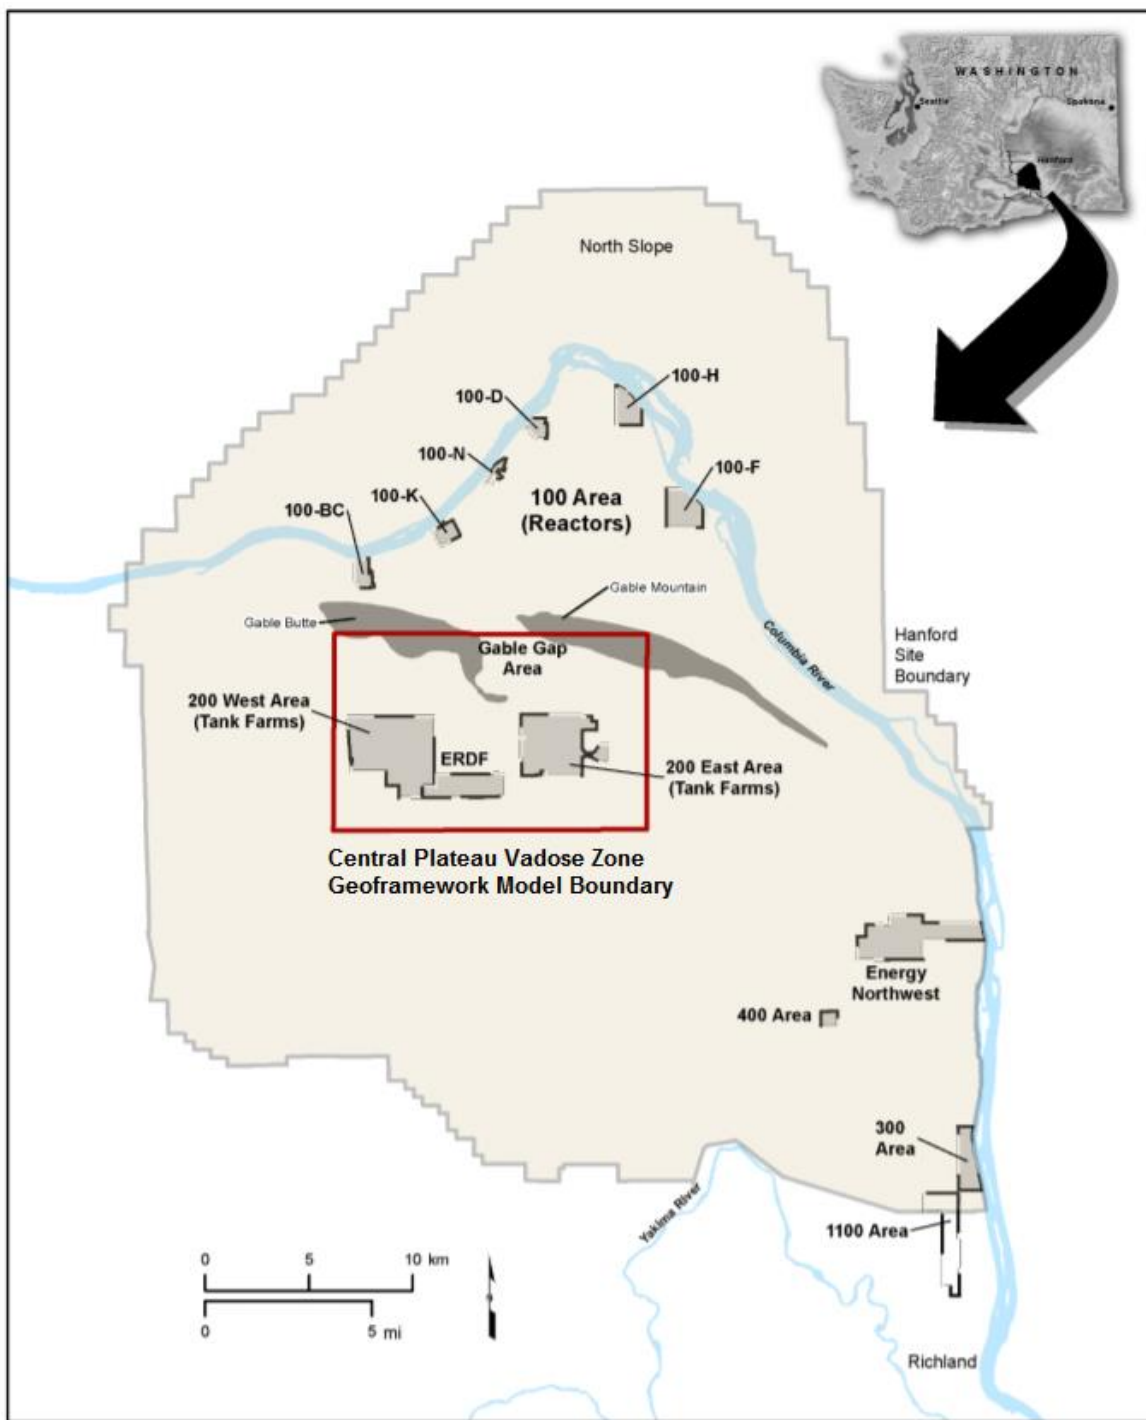 WASHINGTON
Seattle
Spokane
Hanford
North Slope
100-H
100-D
100-N
100-F
100-K
100 Area
(Reactors)
100-BC
Gable Mountain
Gable Butte
Columbia River
Hanford
Site
Boundary
Gable Gap
Area
200 West Area
(Tank Farms)
ERDF
200 East Area
(Tank Farms)
Central Plateau Vadose Zone
Geoframework Model Boundary
Energy
Northwest
400 Area
300
Area
Yakima River
1100 Area
0 5 10 km
0 5 mi
Richland